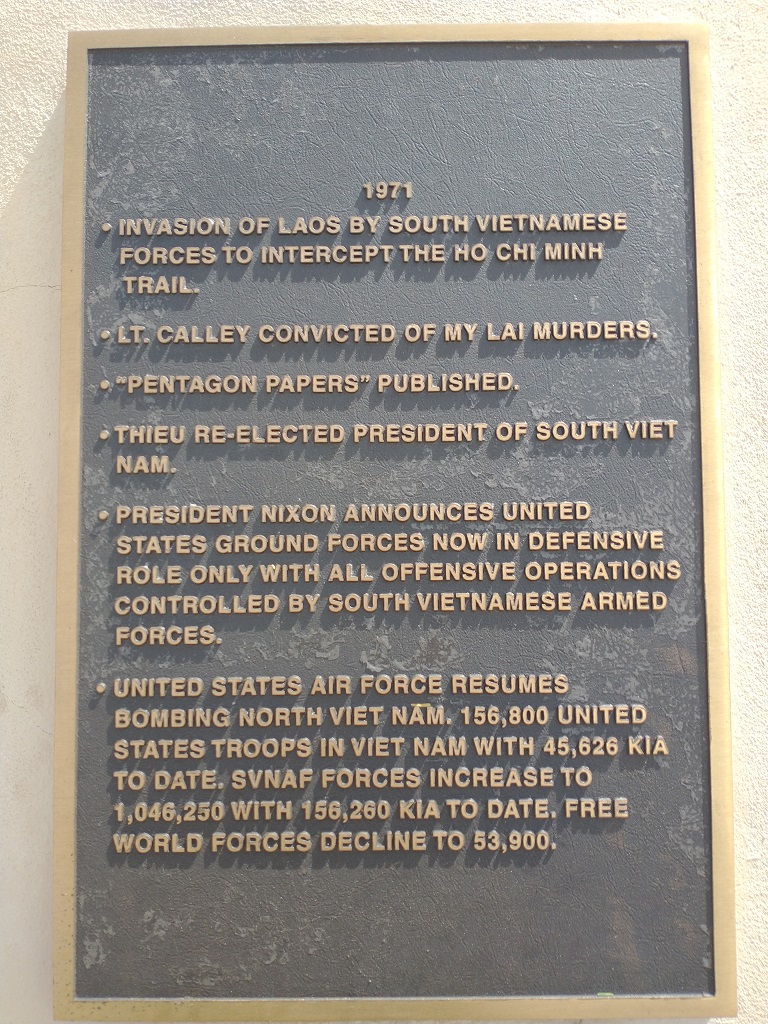 1971
• INVASION OF LAOS BY SOUTH VIETNAMESE
FORCES TO INTERCEPT THE HO CHI MINH
TRAIL.
• LT. CALLEY CONVICTED OF MY LAI MURDERS.
• "PENTAGON PAPERS" PUBLISHED.
• THIEU RE-ELECTED PRESIDENT OF SOUTH VIET
NAM.
• PRESIDENT NIXON ANNOUNCES UNITED
STATES GROUND FORCES NOW IN DEFENSIVE
ROLE ONLY WITH ALL OFFENSIVE OPERATIONS
CONTROLLED BY SOUTH VIETNAMESE ARMED
FORCES.
• UNITED STATES AIR FORCE RESUMES
BOMBING NORTH VIET NAM. 156,800 UNITED
STATES TROOPS IN VIET NAM WITH 45,626 KIA
TO DATE. SVNAF FORCES INCREASE TO
1,046,250 WITH 156,260 KIA TO DATE. FREE
WORLD FORCES DECLINE TO 53,900.